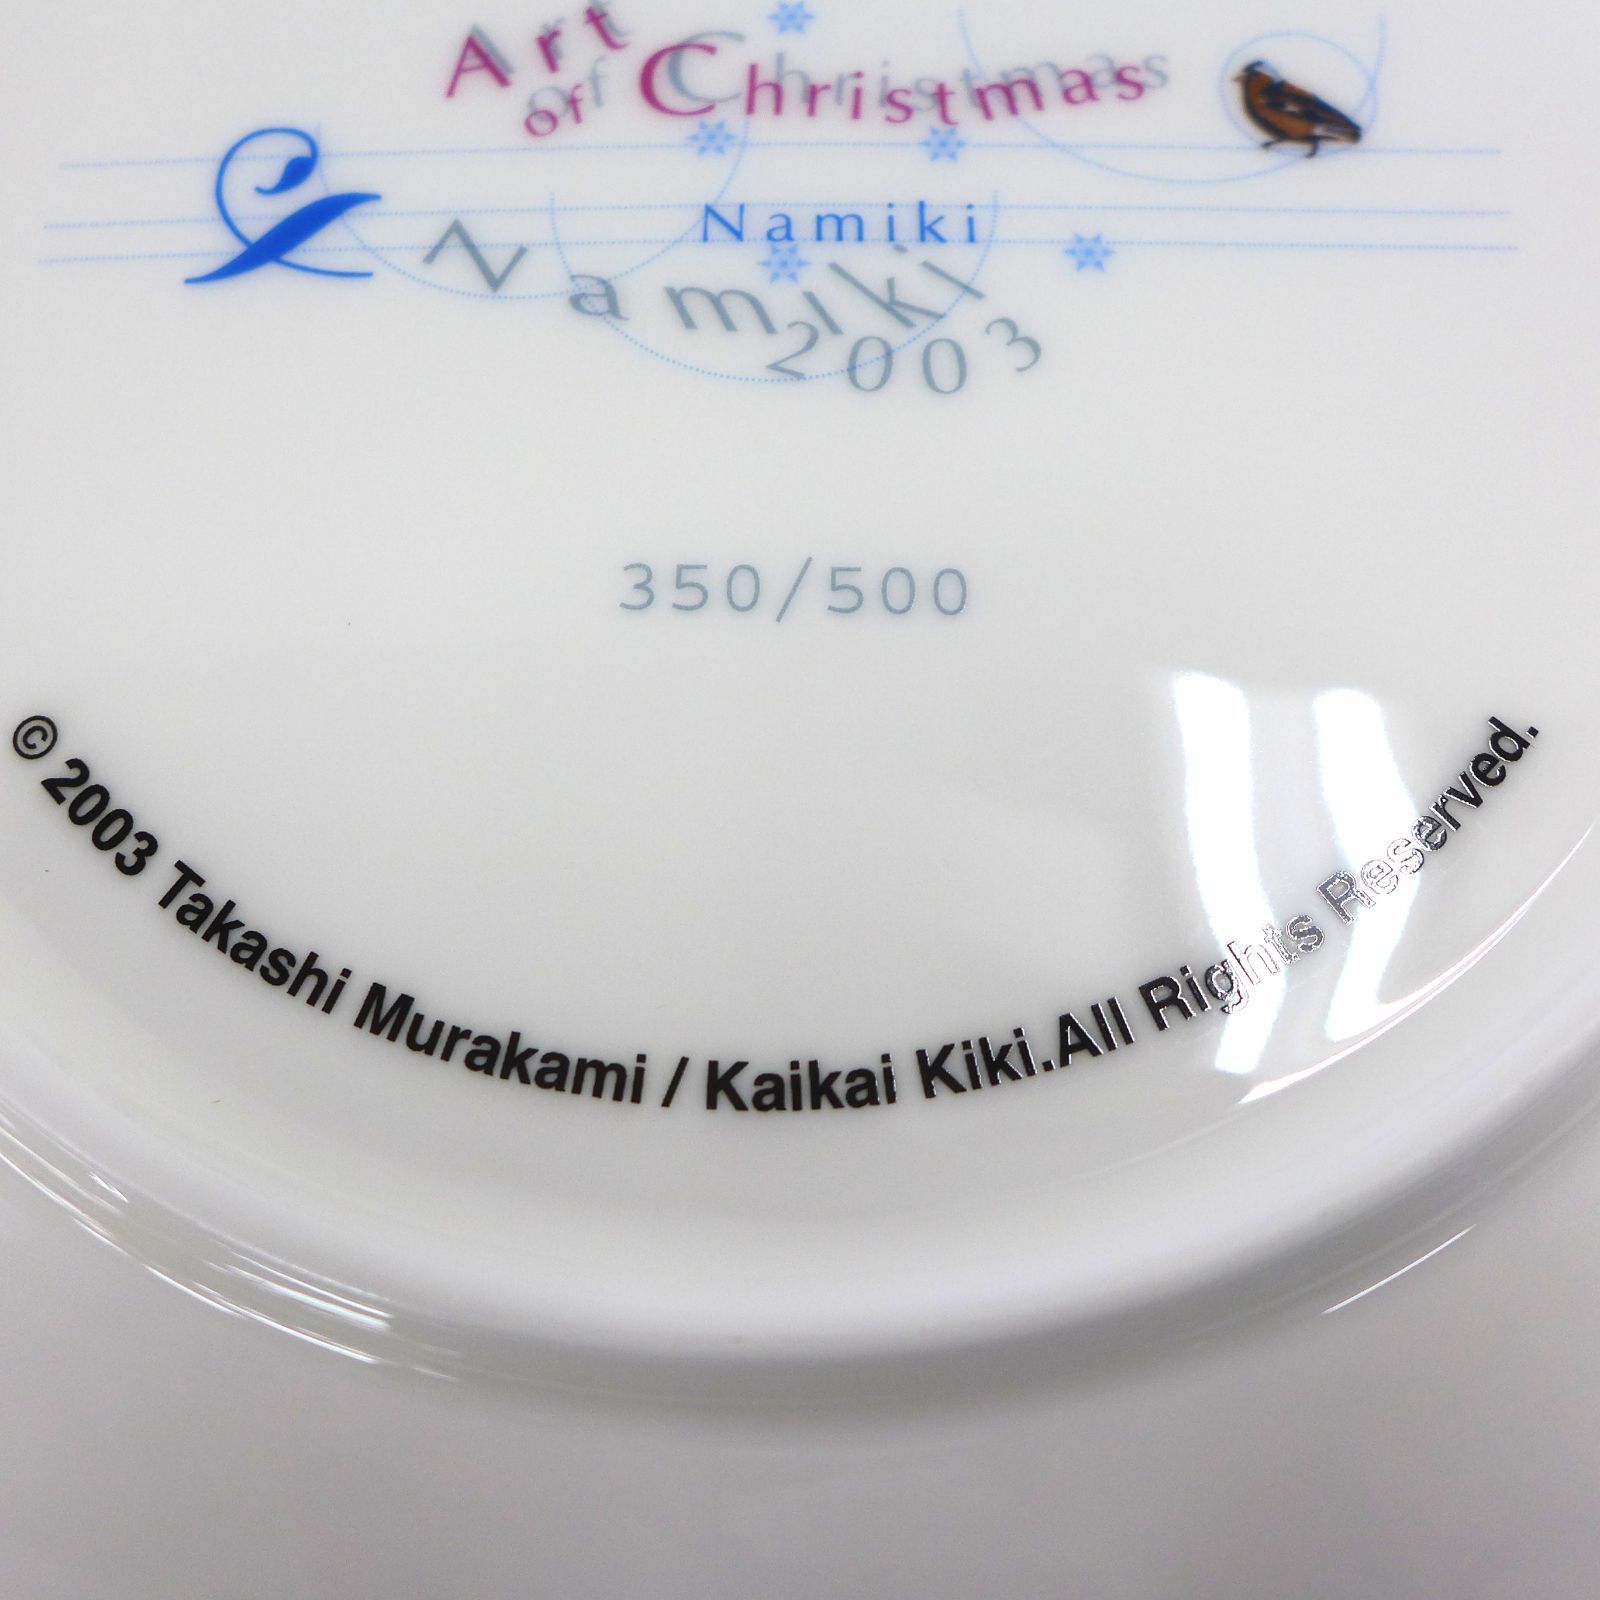 Art
of Christmas
Namiki
Namiki
2003
350/500
© 2003 Takashi Murakami / Kaikai Kiki.All Rights Reserved.